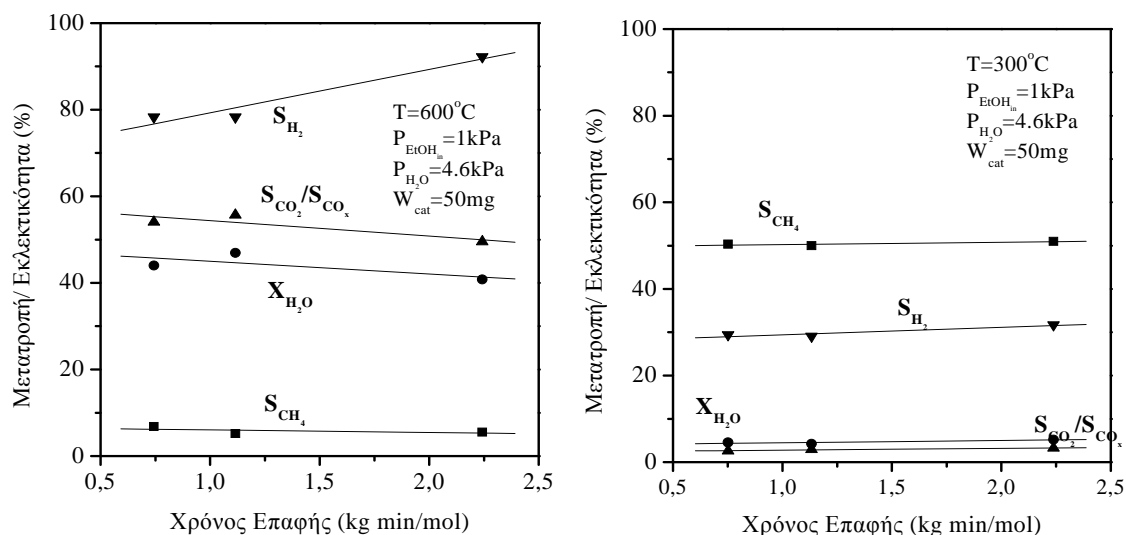 100
80
60
40
20
0
Μετατροπή/ Εκλεκτικότητα (%)
S_H₂
T=600°C
P_EtOH_in=1kPa
P_H₂O=4.6kPa
W_cat=50mg
S_CO₂/S_COₓ
X_H₂O
S_CH₄
0,5 1,0 1,5 2,0 2,5
Χρόνος Επαφής (kg min/mol)
100
80
60
40
20
0
Μετατροπή/ Εκλεκτικότητα (%)
T=300°C
P_EtOH_in=1kPa
P_H₂O=4.6kPa
W_cat=50mg
S_CH₄
S_H₂
X_H₂O
S_CO₂/S_COₓ
0,5 1,0 1,5 2,0 2,5
Χρόνος Επαφής (kg min/mol)